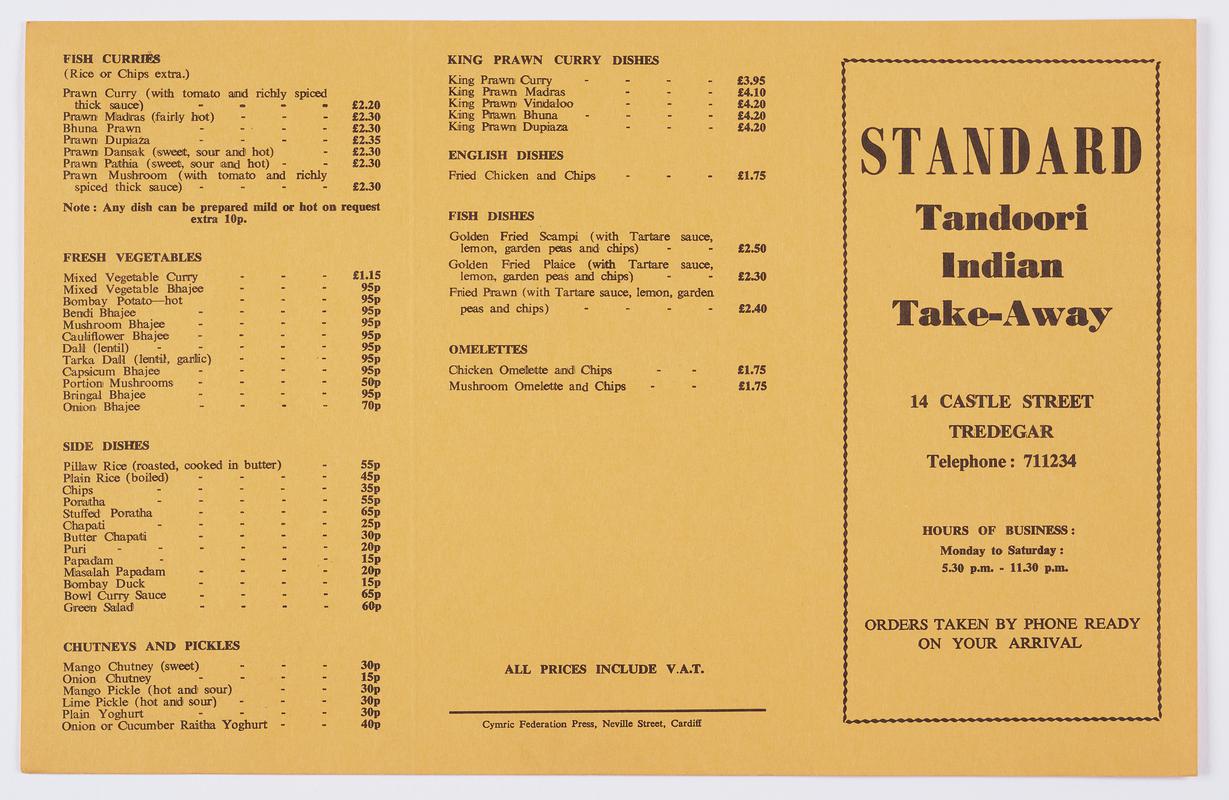 FISH CURRIES
(Rice or Chips extra.)
Prawn Curry (with tomato and richly spiced
thick sauce) - - - - £2.20
Prawn Madras (fairly hot) - - - £2.30
Bhuna Prawn - - - - £2.30
Prawn Dupiaza - - - - £2.35
Prawn Dansak (sweet, sour and hot) - £2.30
Prawn Pathia (sweet, sour and hot) - - £2.30
Prawn Mushroom (with tomato and richly
spiced thick sauce) - - - - £2.30
Note : Any dish can be prepared mild or hot on request
extra 10p.
FRESH VEGETABLES
Mixed Vegetable Curry - - - £1.15
Mixed Vegetable Bhajee - - - 95p
Bombay Potato—hot - - - 95p
Bendi Bhajee - - - - 95p
Mushroom Bhajee - - - - 95p
Cauliflower Bhajee - - - - 95p
Dall (lentil) - - - - - 95p
Tarka Dall (lentil, garlic) - - - 95p
Capsicum Bhajee - - - - 95p
Portion Mushrooms - - - - 50p
Bringal Bhajee - - - - 95p
Onion Bhajee - - - - 70p
SIDE DISHES
Pillaw Rice (roasted, cooked in butter) - 55p
Plain Rice (boiled) - - - - 45p
Chips - - - - - 35p
Poratha - - - - - 55p
Stuffed Poratha - - - - 65p
Chapati - - - - - 25p
Butter Chapati - - - - 30p
Puri - - - - - - 20p
Papadam - - - - - 15p
Masalah Papadam - - - - 20p
Bombay Duck - - - - 15p
Bowl Curry Sauce - - - - 65p
Green Salad - - - - 60p
CHUTNEYS AND PICKLES
Mango Chutney (sweet) - - - 30p
Onion Chutney - - - - 15p
Mango Pickle (hot and sour) - - 30p
Lime Pickle (hot and sour) - - - 30p
Plain Yoghurt - - - - 30p
Onion or Cucumber Raitha Yoghurt - - 40p
KING PRAWN CURRY DISHES
King Prawn Curry - - - - £3.95
King Prawn Madras - - - £4.10
King Prawn Vindaloo - - - £4.20
King Prawn Bhuna - - - - £4.20
King Prawn Dupiaza - - - £4.20
ENGLISH DISHES
Fried Chicken and Chips - - - £1.75
FISH DISHES
Golden Fried Scampi (with Tartare sauce,
lemon, garden peas and chips) - - £2.50
Golden Fried Plaice (with Tartare sauce,
lemon, garden peas and chips) - - £2.30
Fried Prawn (with Tartare sauce, lemon, garden
peas and chips) - - - - £2.40
OMELETTES
Chicken Omelette and Chips - - £1.75
Mushroom Omelette and Chips - - £1.75
ALL PRICES INCLUDE V.A.T.
Cymric Federation Press, Neville Street, Cardiff
STANDARD
Tandoori
Indian
Take-Away
14 CASTLE STREET
TREDEGAR
Telephone : 711234
HOURS OF BUSINESS :
Monday to Saturday :
5.30 p.m. - 11.30 p.m.
ORDERS TAKEN BY PHONE READY
ON YOUR ARRIVAL